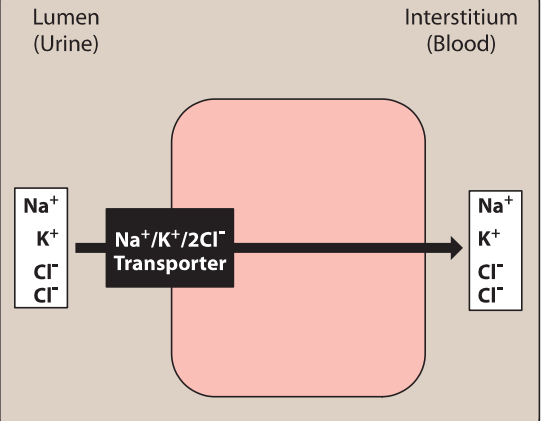 Lumen
(Urine)
Interstitium
(Blood)
Na⁺
K⁺
Cl⁻
Cl⁻
Na⁺/K⁺/2Cl⁻
Transporter
Na⁺
K⁺
Cl⁻
Cl⁻